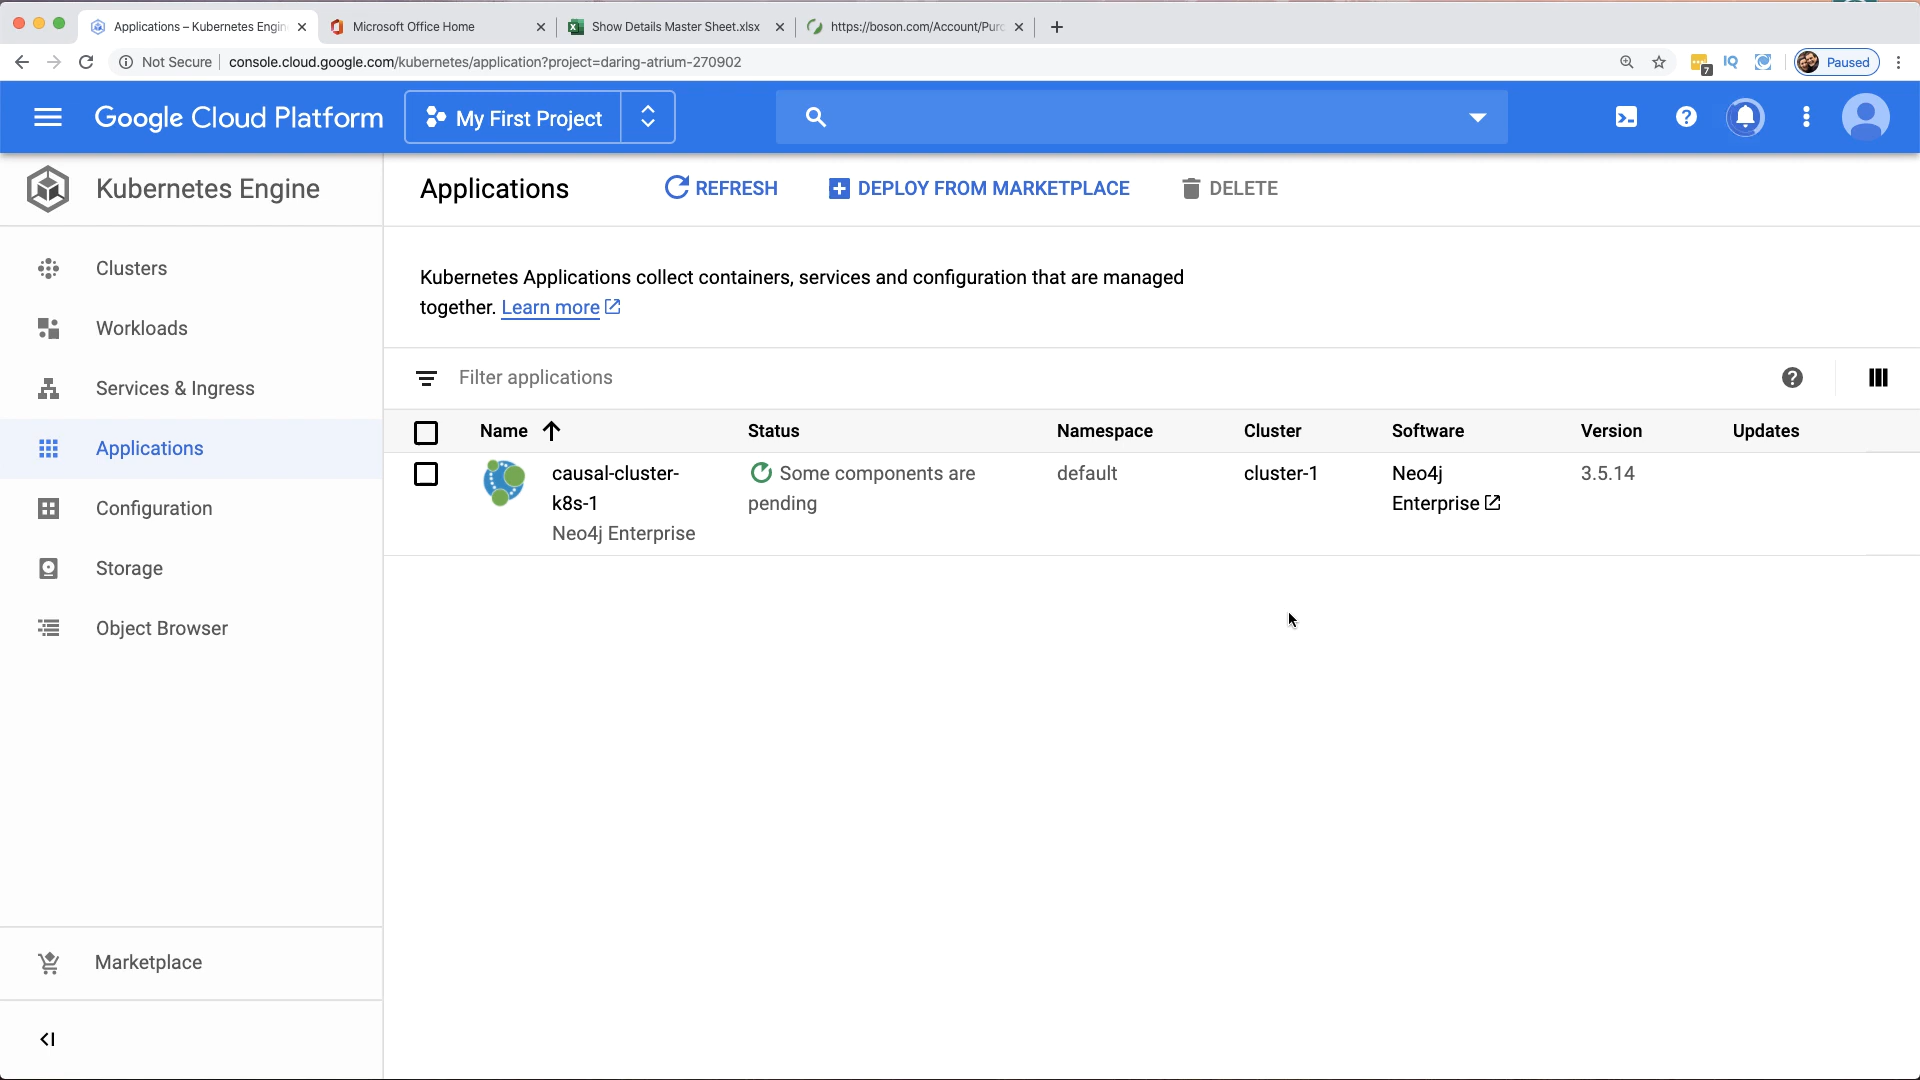 Applications – Kubernetes Engin
Microsoft Office Home
Show Details Master Sheet.xlsx
https://boson.com/Account/Purc
Not Secure
console.cloud.google.com/kubernetes/application?project=daring-atrium-270902
7
IQ
Paused
Google Cloud Platform
My First Project
Kubernetes Engine
Applications
REFRESH
DEPLOY FROM MARKETPLACE
DELETE
Clusters
Workloads
Services & Ingress
Applications
Configuration
Storage
Object Browser
Marketplace
Kubernetes Applications collect containers, services and configuration that are managed
together. Learn more
Filter applications
Name Status Namespace Cluster Software Version Updates
causal-cluster-
k8s-1
Neo4j Enterprise
Some components are
pending
default
cluster-1
Neo4j
Enterprise
3.5.14